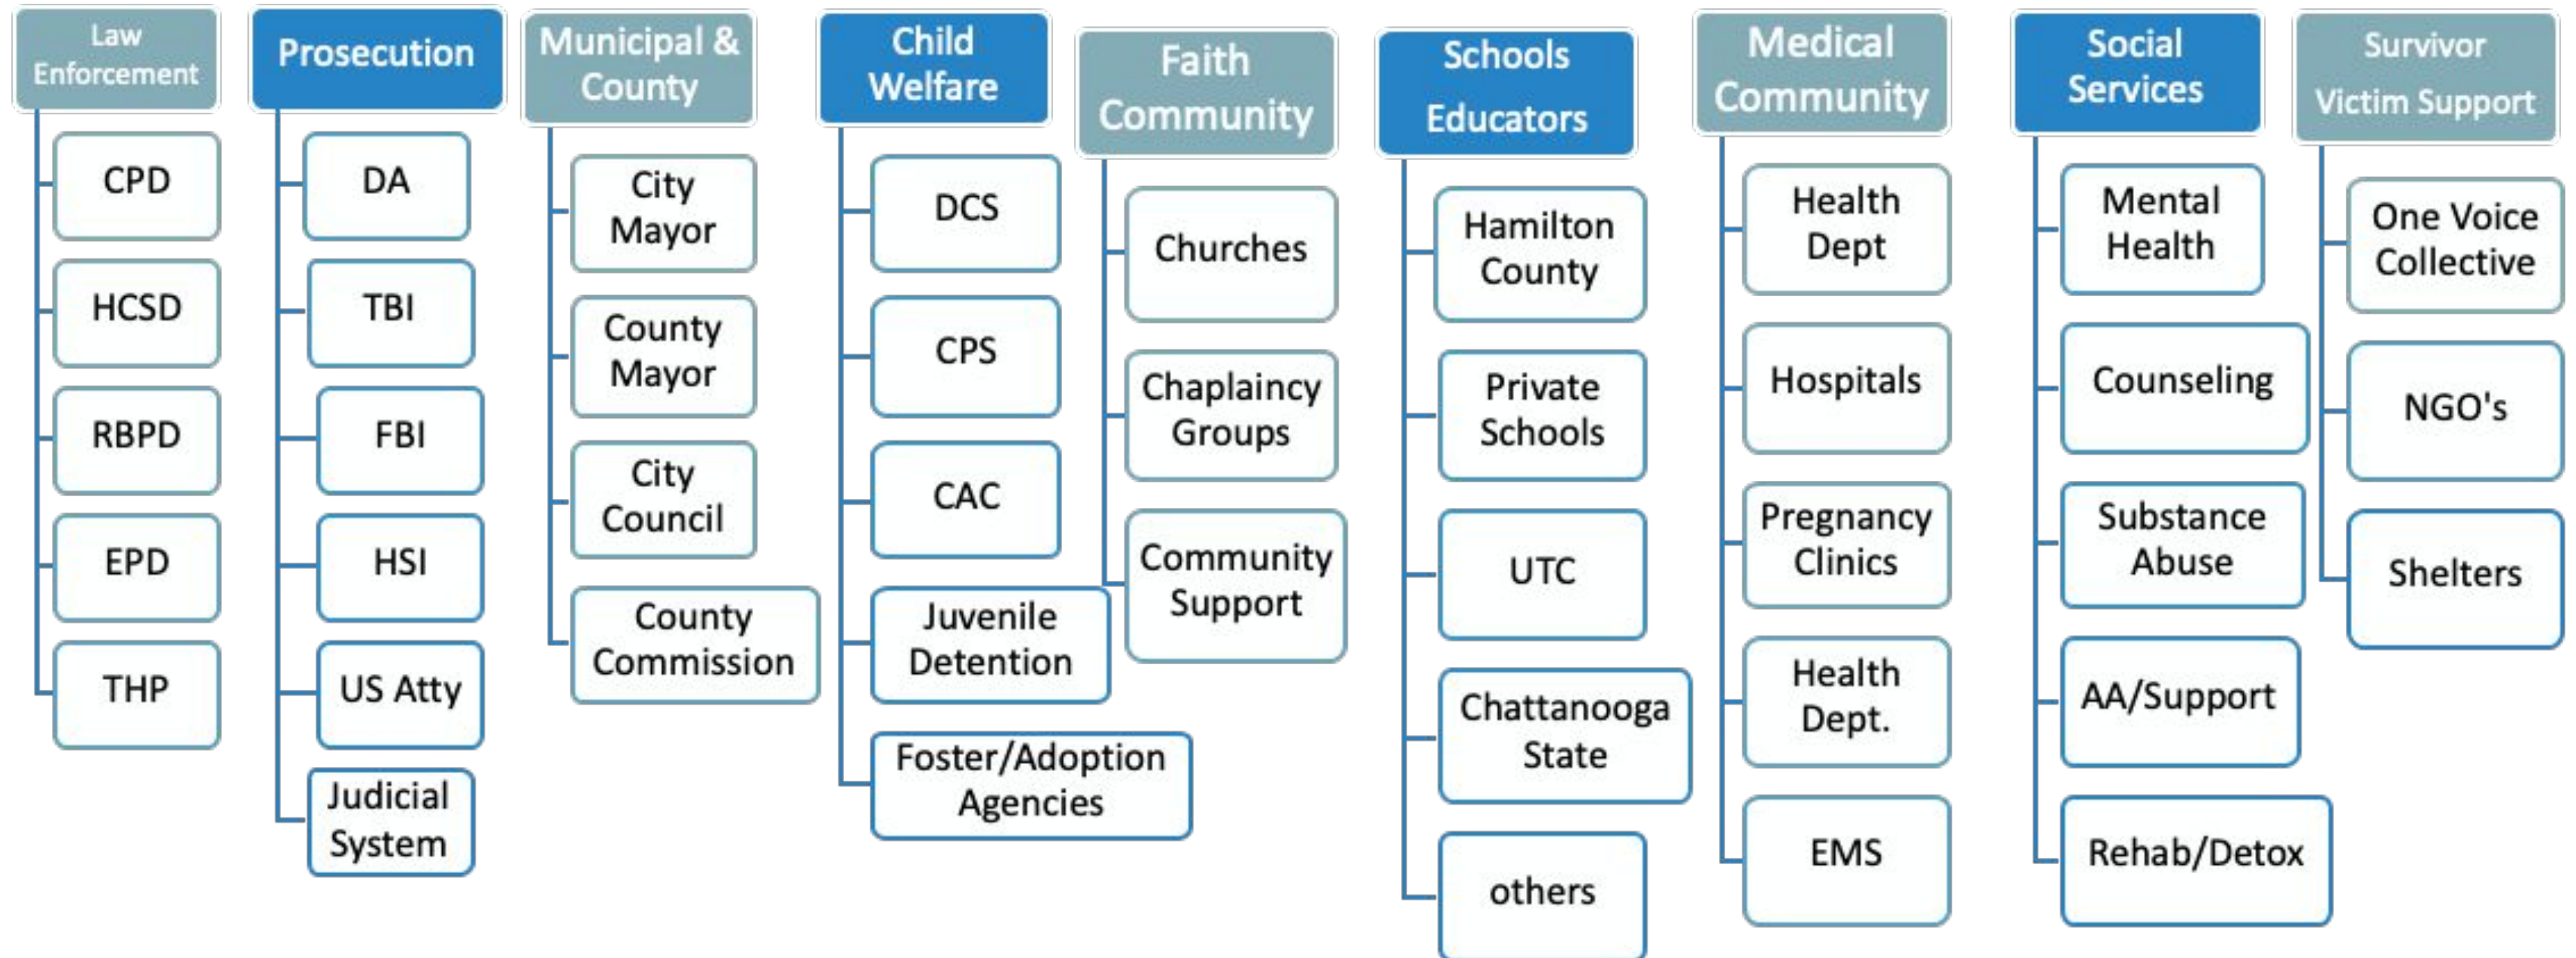 Law
Enforcement
CPD
HCSD
RBPD
EPD
THP
Prosecution
DA
TBI
FBI
HSI
US Atty
Judicial
System
Municipal &
County
City
Mayor
County
Mayor
City
Council
County
Commission
Child
Welfare
DCS
CPS
CAC
Juvenile
Detention
Foster/Adoption
Agencies
Faith
Community
Churches
Chaplaincy
Groups
Community
Support
Schools
Educators
Hamilton
County
Private
Schools
UTC
Chattanooga
State
others
Medical
Community
Health
Dept
Hospitals
Pregnancy
Clinics
Health
Dept.
EMS
Social
Services
Mental
Health
Counseling
Substance
Abuse
AA/Support
Rehab/Detox
Survivor
Victim Support
One Voice
Collective
NGO's
Shelters